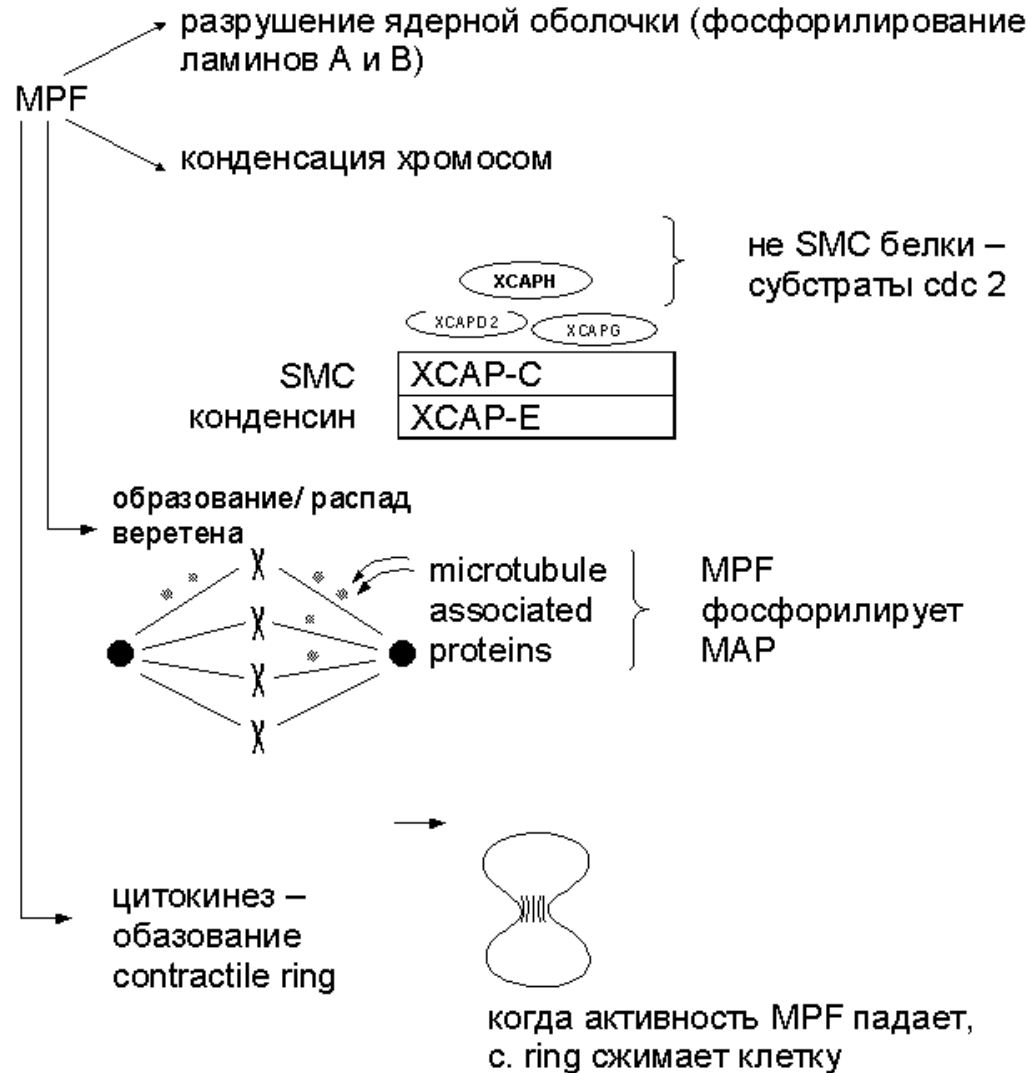 разрушение ядерной оболочки (фосфорилирование
ламинов А и В)
MPF
конденсация хромосом
не SMC белки –
субстраты cdc 2
XCAPH
XCAPD2
XCAPG
SMC
конденсин
XCAP-C
XCAP-E
образование/ распад
веретена
microtubule
associated
proteins
MPF
фосфорилирует
MAP
цитокинез –
обазование
contractile ring
когда активность MPF падает,
c. ring сжимает клетку